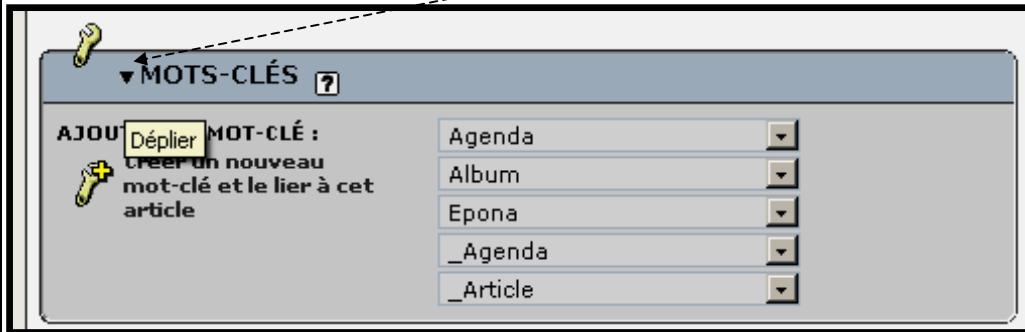 MOTS-CLÉS ?
AJOU MOT-CLÉ :
Déplier
Créer un nouveau
mot-clé et le lier à cet
article
Agenda
Album
Epona
_Agenda
_Article